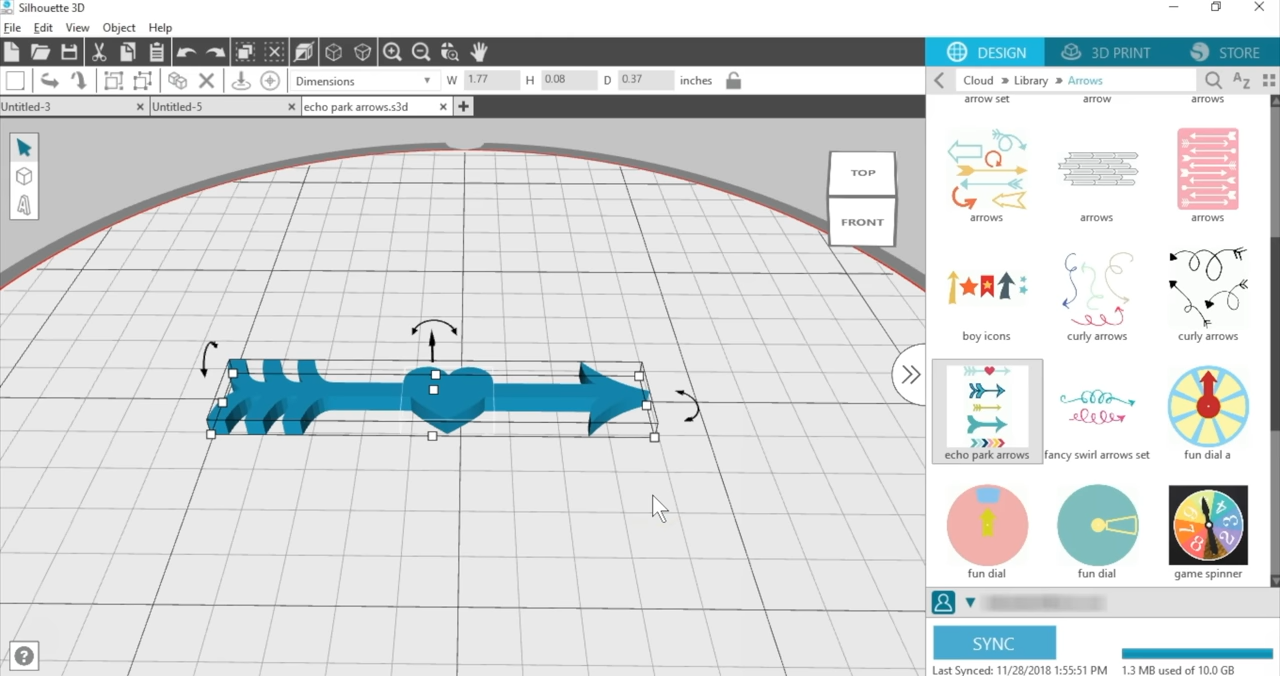 Silhouette 3D
File Edit View Object Help
DESIGN 3D PRINT STORE
Dimensions W 1.77 H 0.08 D 0.37 inches
Cloud » Library » Arrows
A Z
Untitled-3 × Untitled-5 × echo park arrows.s3d × +
arrow set arrow arrows
TOP
FRONT
arrows arrows arrows
boy icons curly arrows curly arrows
echo park arrows fancy swirl arrows set fun dial a
fun dial fun dial game spinner
SYNC
Last Synced: 11/28/2018 1:55:51 PM 1.3 MB used of 10.0 GB